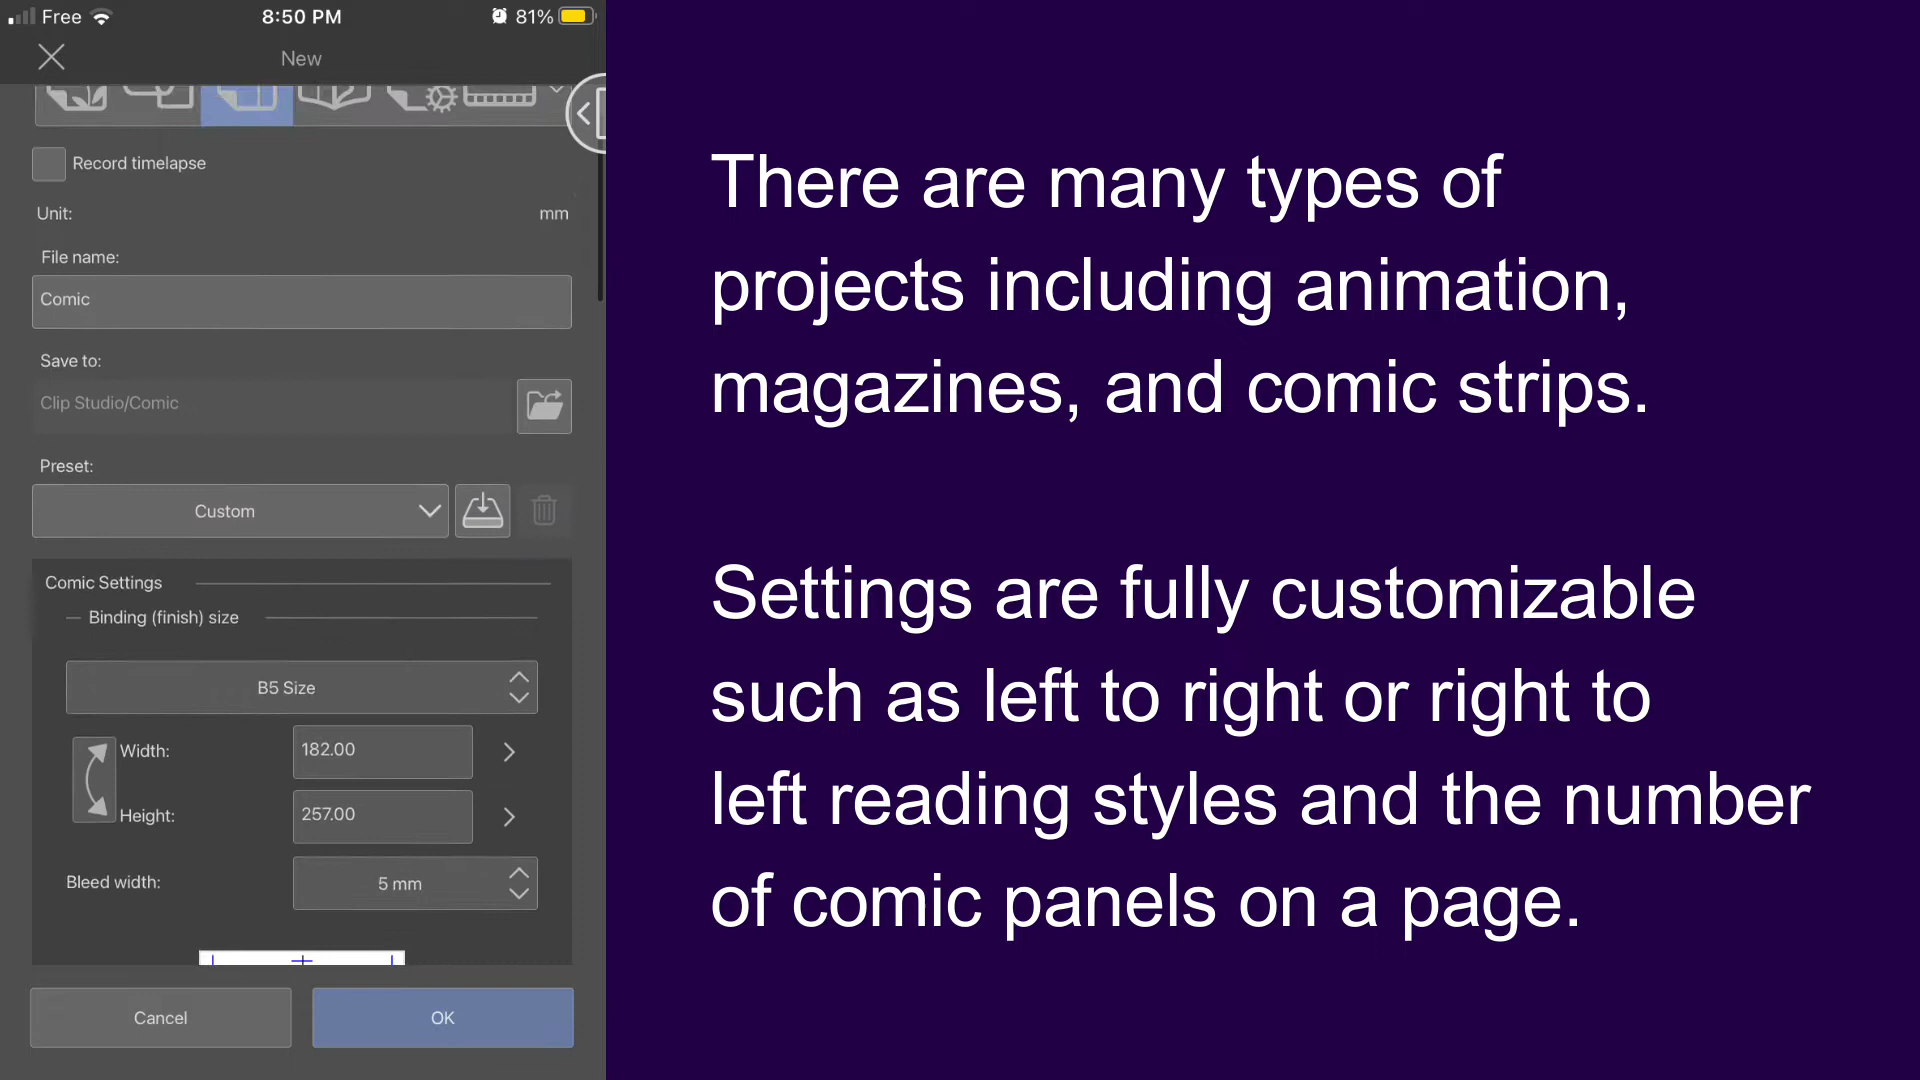 Free
8:50 PM
81%
New
Record timelapse
Unit:
mm
File name:
Comic
Save to:
Clip Studio/Comic
Preset:
Custom
Comic Settings
Binding (finish) size
B5 Size
Width:
182.00
Height:
257.00
Bleed width:
5 mm
Cancel
OK
There are many types of
projects including animation,
magazines, and comic strips.
Settings are fully customizable
such as left to right or right to
left reading styles and the number
of comic panels on a page.